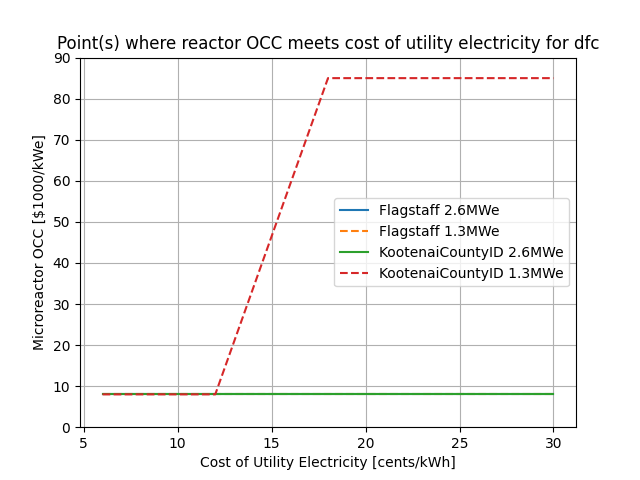 Point(s) where reactor OCC meets cost of utility electricity for dfc
90
80
70
60
50
40
30
20
10
0
Microreactor OCC [$1000/kWe]
Flagstaff 2.6MWe
Flagstaff 1.3MWe
KootenaiCountyID 2.6MWe
KootenaiCountyID 1.3MWe
5 10 15 20 25 30
Cost of Utility Electricity [cents/kWh]